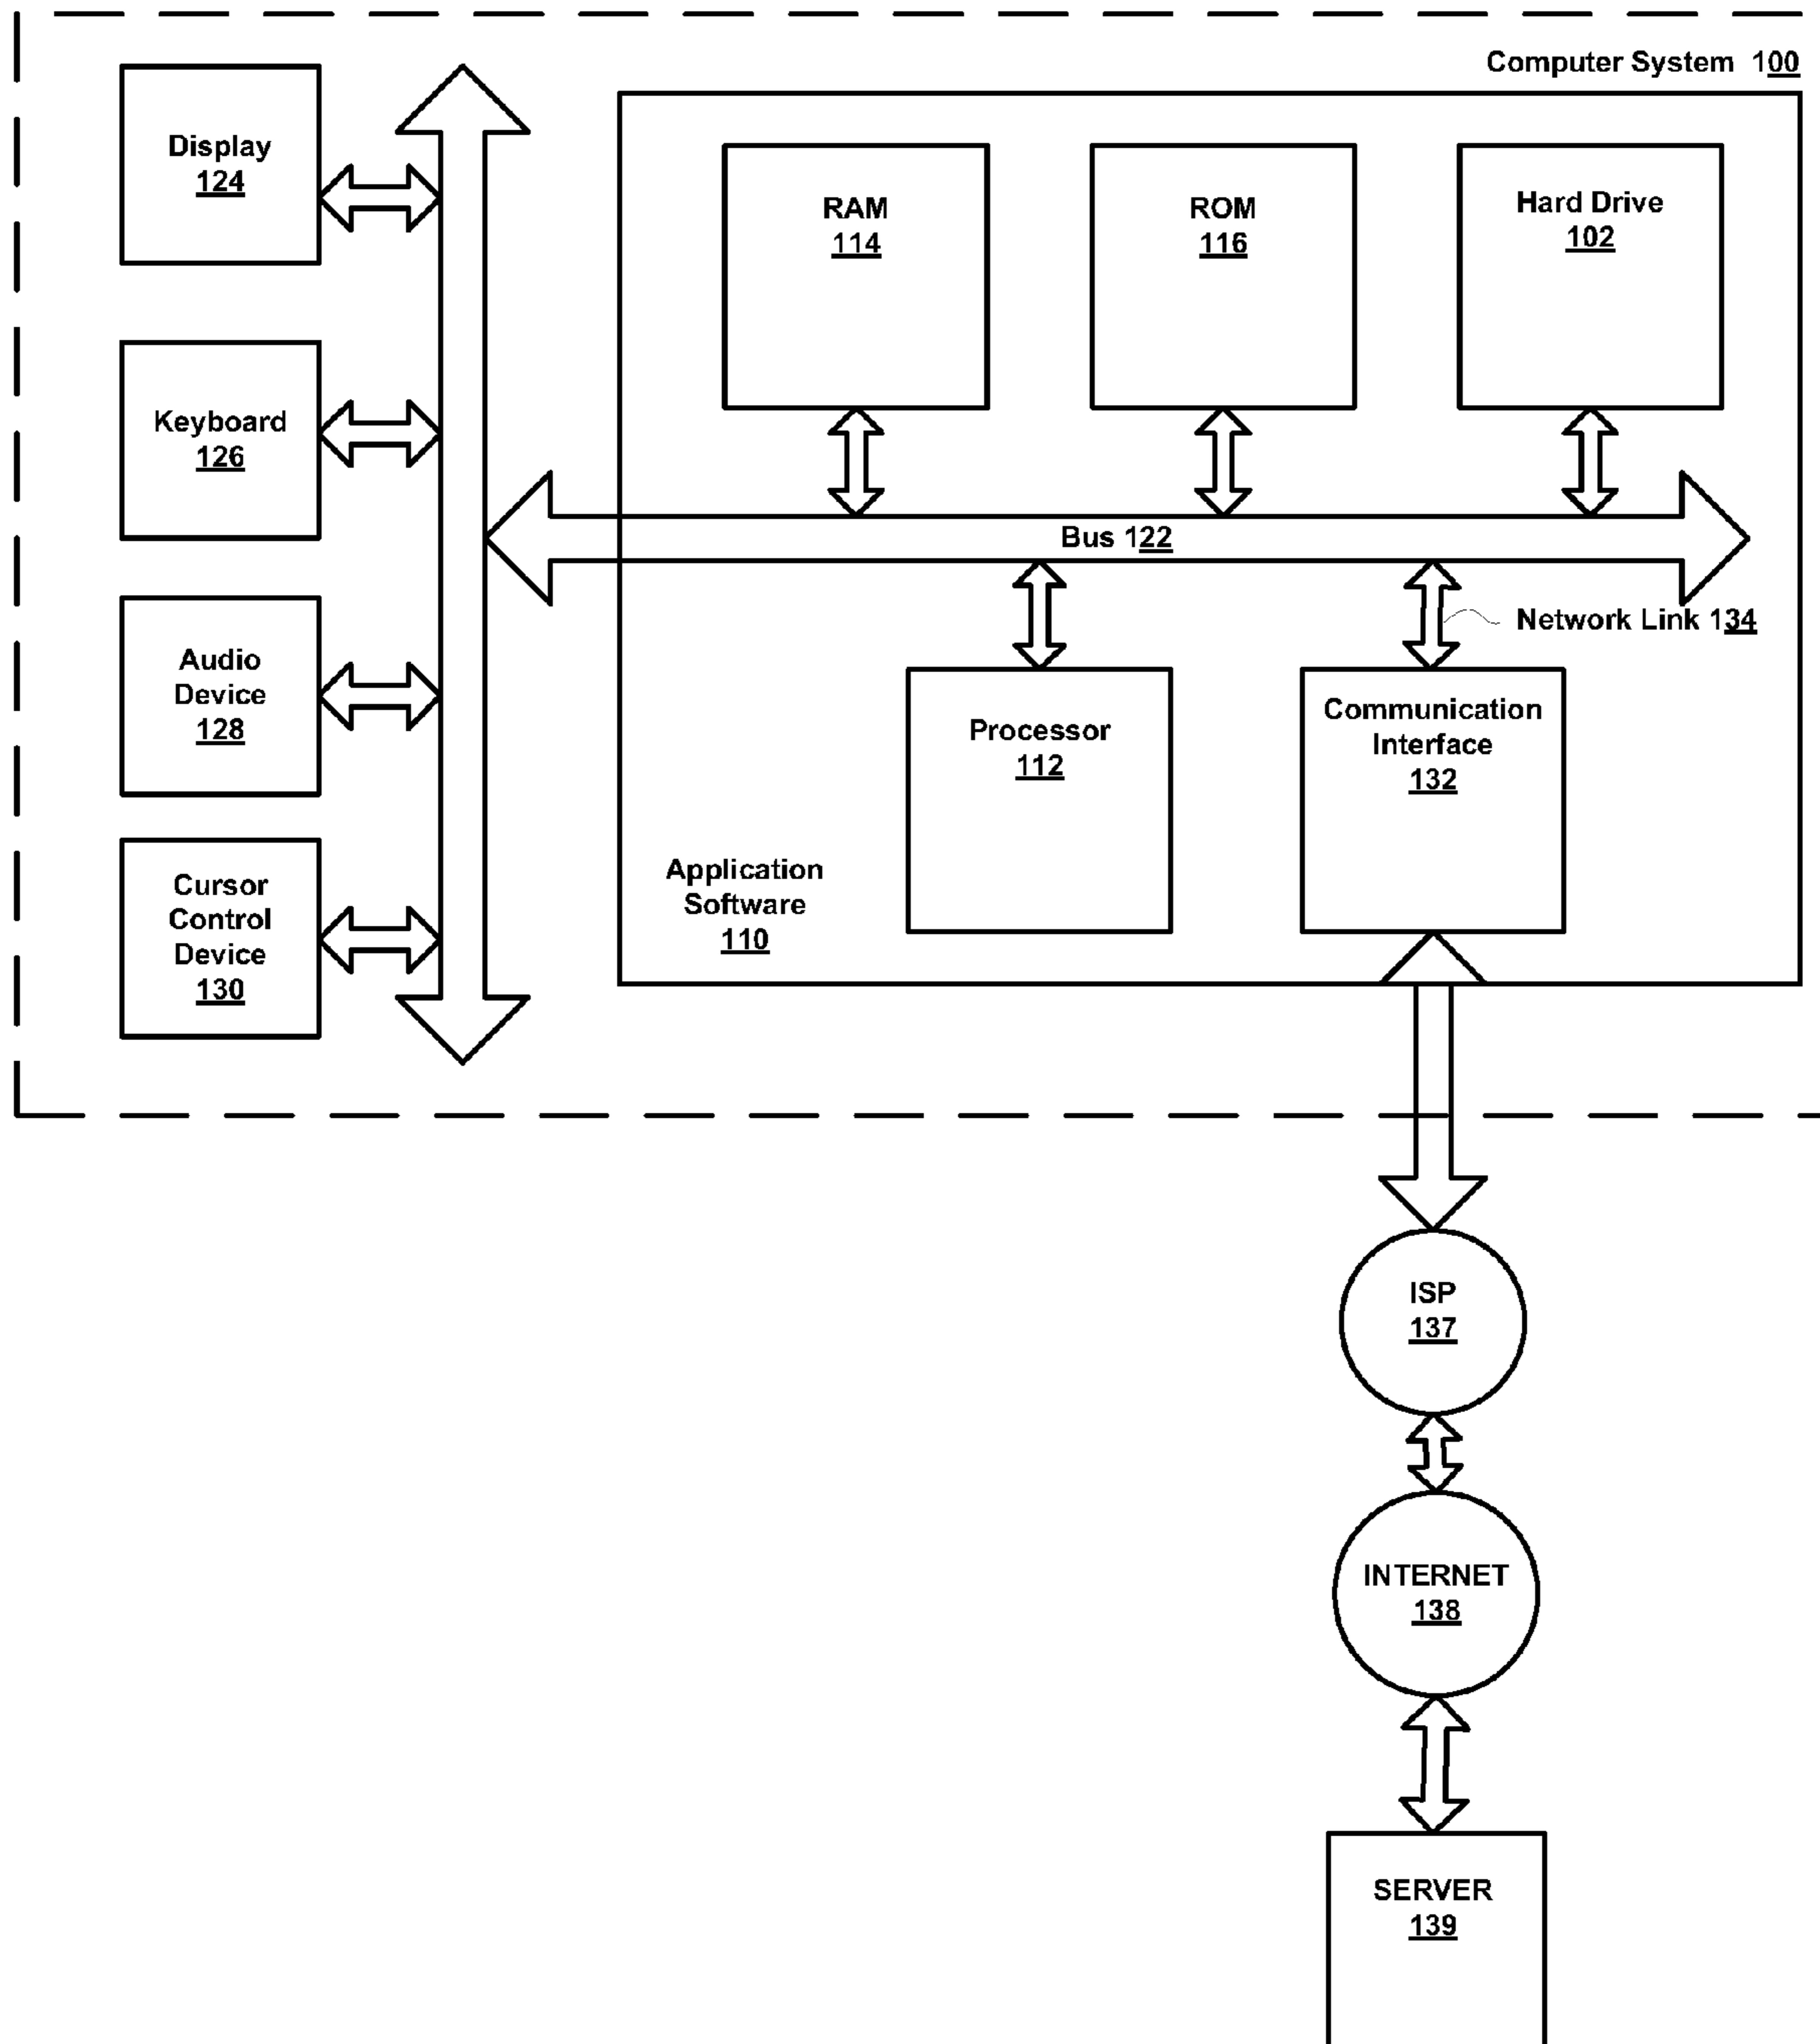 Computer System 100
Display
124
RAM
114
ROM
116
Hard Drive
102
Keyboard
126
Bus 122
Network Link 134
Audio
Device
128
Processor
112
Communication
Interface
132
Application
Software
110
Cursor
Control
Device
130
ISP
137
INTERNET
138
SERVER
139